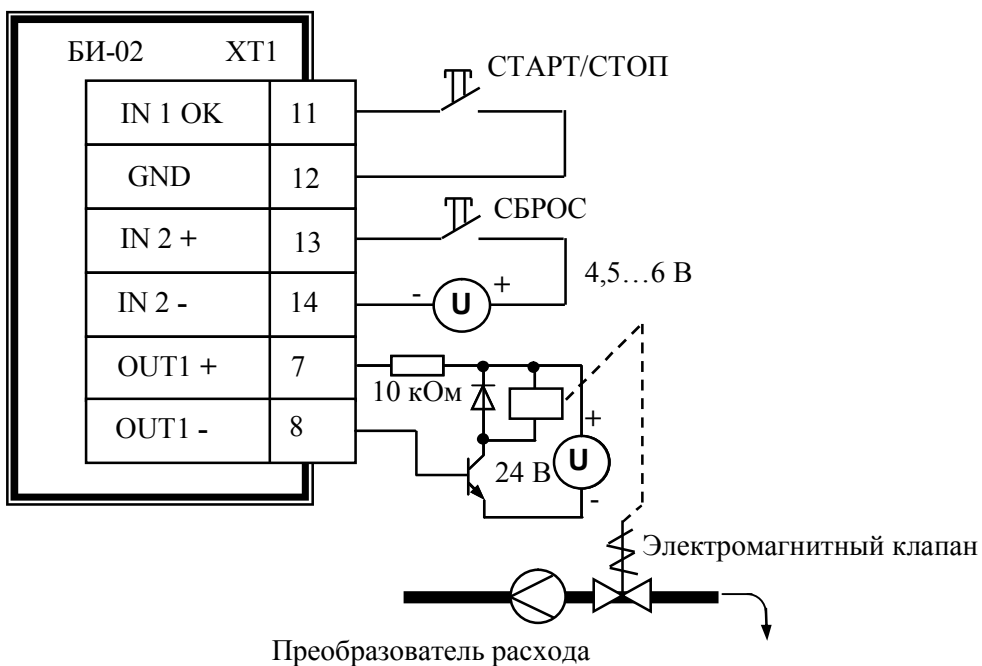 БИ-02 XT1
СТАРТ/СТОП
IN 1 OK 11
GND 12
СБРОС
IN 2 + 13
4,5…6 В
IN 2 - 14
- U +
OUT1 + 7
10 кОм
OUT1 - 8
+
24 В U
-
Электромагнитный клапан
Преобразователь расхода